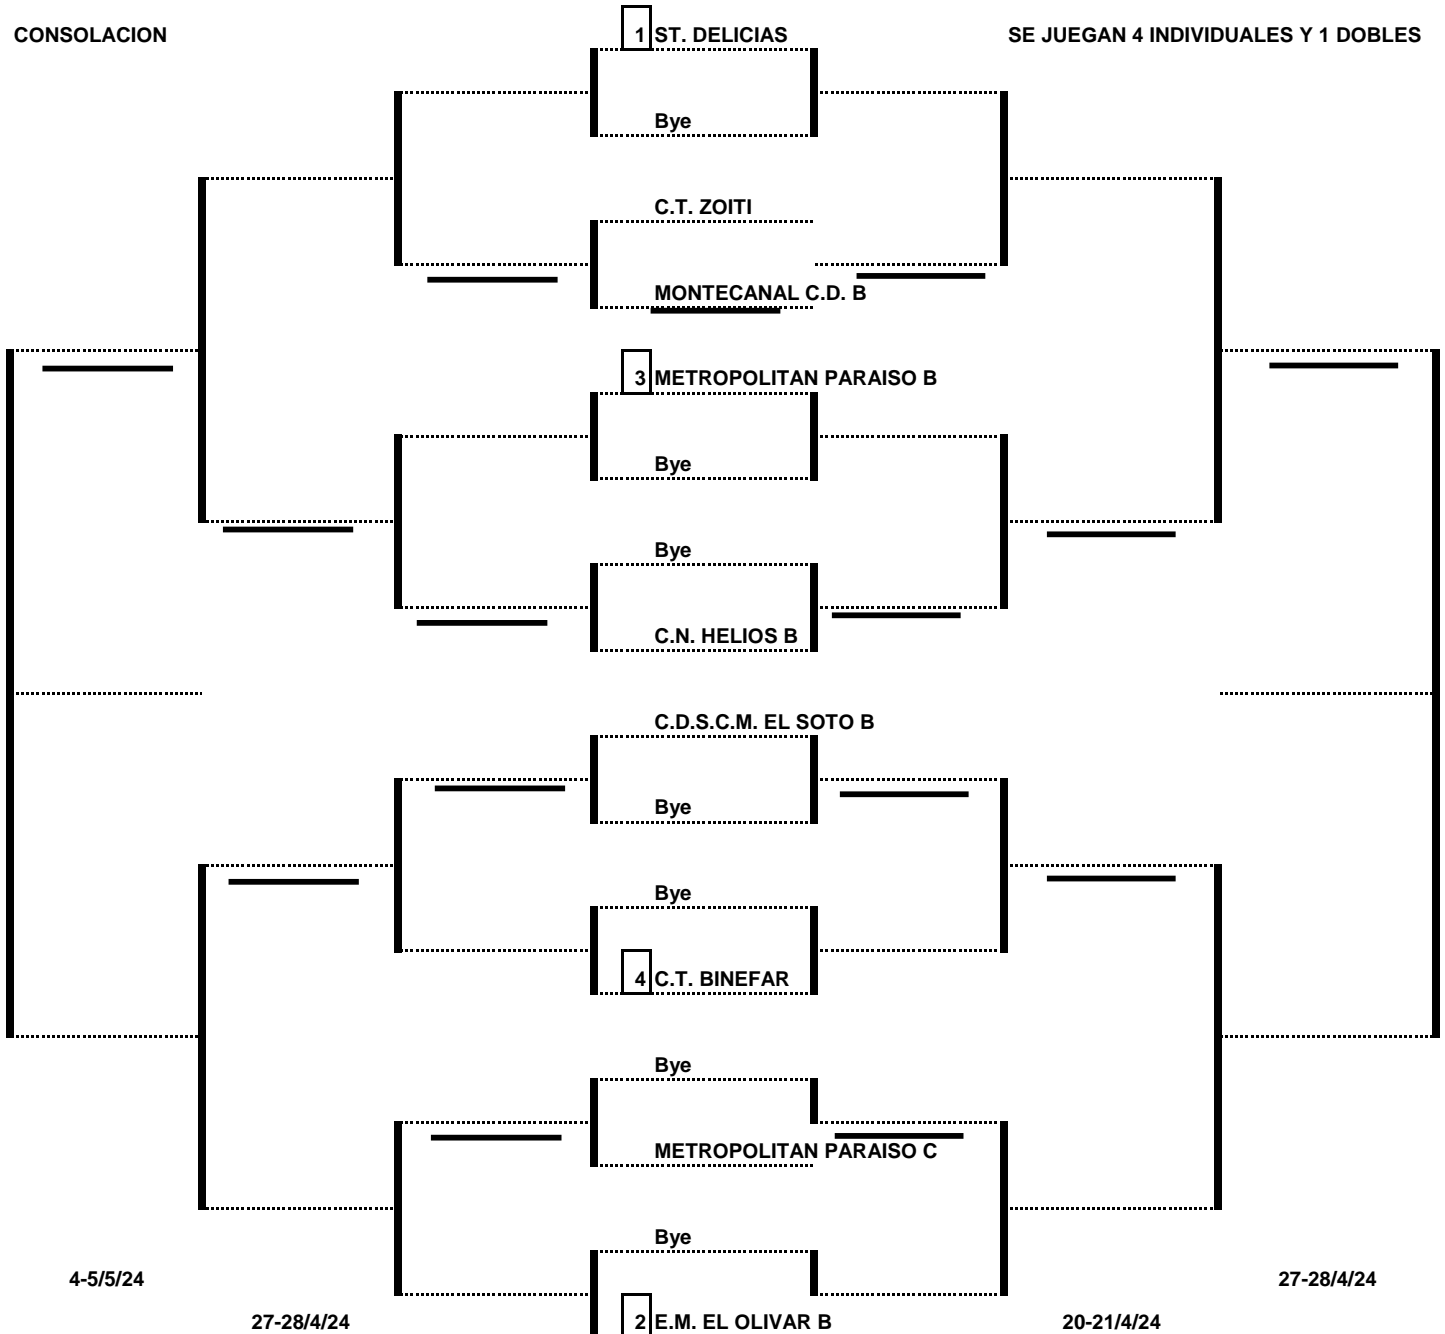 CONSOLACION
1 ST. DELICIAS
SE JUEGAN 4 INDIVIDUALES Y 1 DOBLES
Bye
C.T. ZOITI
MONTECANAL C.D. B
3 METROPOLITAN PARAISO B
Bye
Bye
C.N. HELIOS B
C.D.S.C.M. EL SOTO B
Bye
Bye
4 C.T. BINEFAR
Bye
METROPOLITAN PARAISO C
Bye
4-5/5/24
27-28/4/24
27-28/4/24
2 E.M. EL OLIVAR B
20-21/4/24